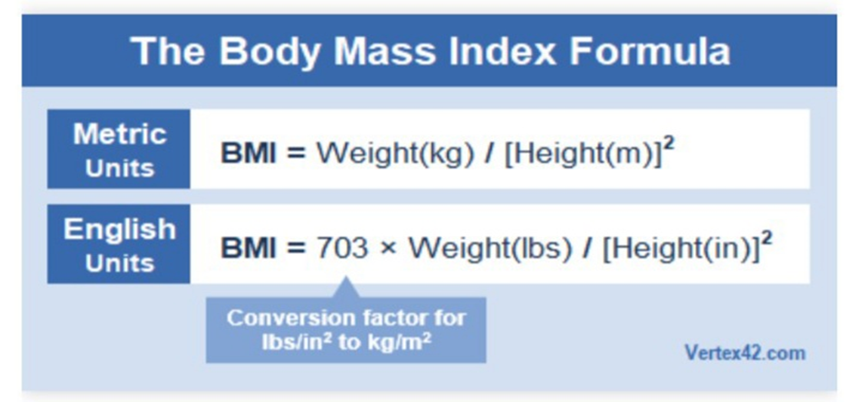 The Body Mass Index Formula
Metric
Units
BMI = Weight(kg) / [Height(m)]²
English
Units
BMI = 703 × Weight(lbs) / [Height(in)]²
Conversion factor for
lbs/in² to kg/m²
Vertex42.com